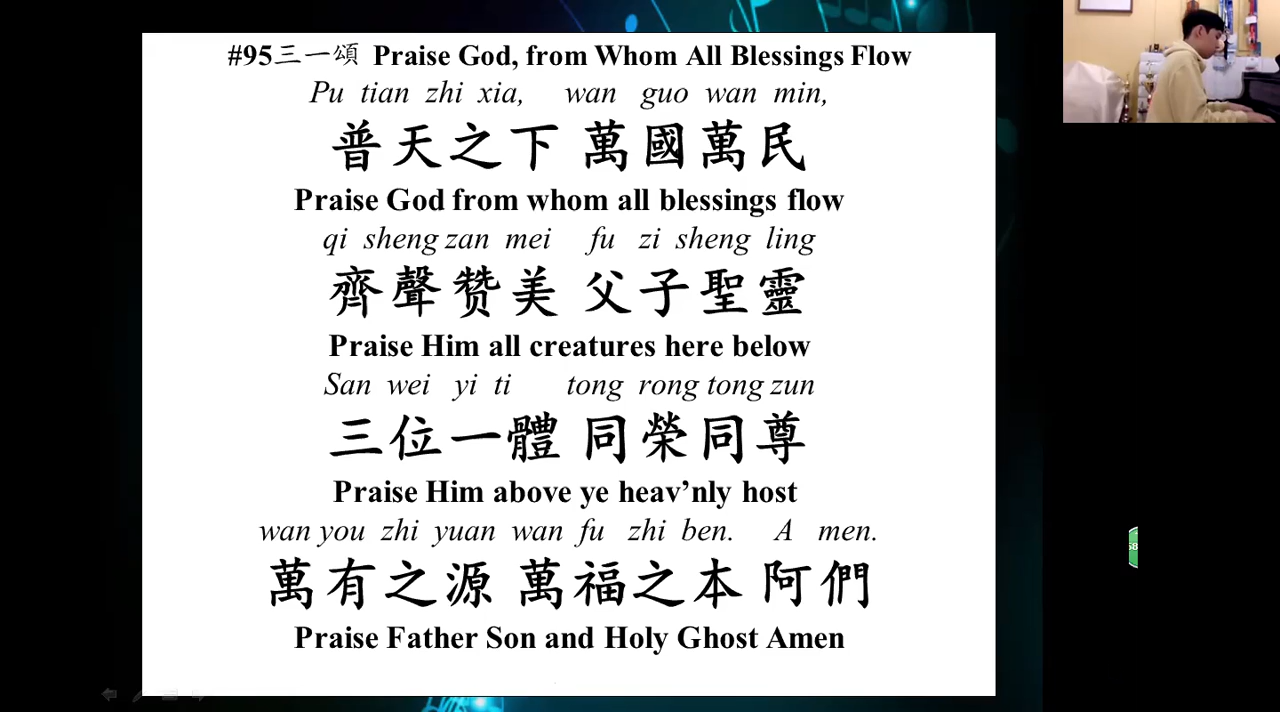 #95三一頌 Praise God, from Whom All Blessings Flow
Pu tian zhi xia, wan guo wan min,
普天之下 萬國萬民
Praise God from whom all blessings flow
qi sheng zan mei fu zi sheng ling
齊聲赞美 父子聖靈
Praise Him all creatures here below
San wei yi ti tong rong tong zun
三位一體 同榮同尊
Praise Him above ye heav’nly host
wan you zhi yuan wan fu zhi ben. A men.
萬有之源 萬福之本 阿們
Praise Father Son and Holy Ghost Amen